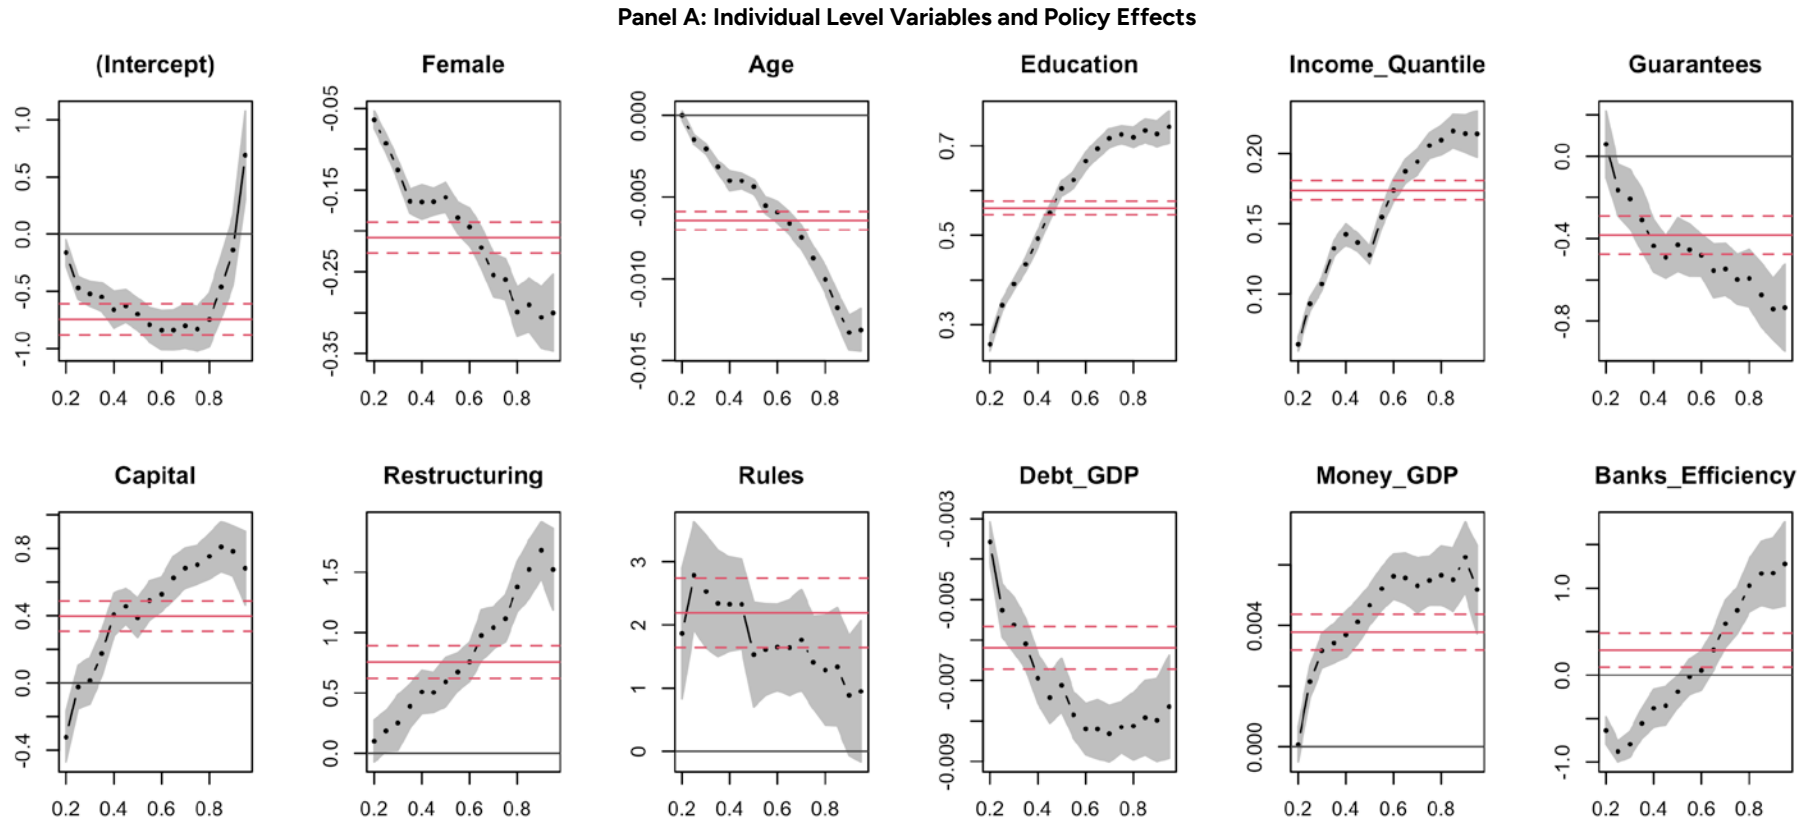 Panel A: Individual Level Variables and Policy Effects
(Intercept) Female Age Education Income_Quantile Guarantees
1.0
0.5
0.0
-0.5
-1.0
0.2 0.4 0.6 0.8
-0.05
-0.15
-0.25
-0.35
0.2 0.4 0.6 0.8
0.000
-0.005
-0.010
-0.015
0.2 0.4 0.6 0.8
0.7
0.5
0.3
0.2 0.4 0.6 0.8
0.20
0.15
0.10
0.2 0.4 0.6 0.8
0.0
-0.4
-0.8
0.2 0.4 0.6 0.8
Capital Restructuring Rules Debt_GDP Money_GDP Banks_Efficiency
0.8
0.4
0.0
-0.4
0.2 0.4 0.6 0.8
1.5
1.0
0.5
0.0
0.2 0.4 0.6 0.8
3
2
1
0
0.2 0.4 0.6 0.8
-0.003
-0.005
-0.007
-0.009
0.2 0.4 0.6 0.8
0.004
0.000
0.2 0.4 0.6 0.8
1.0
0.0
-1.0
0.2 0.4 0.6 0.8